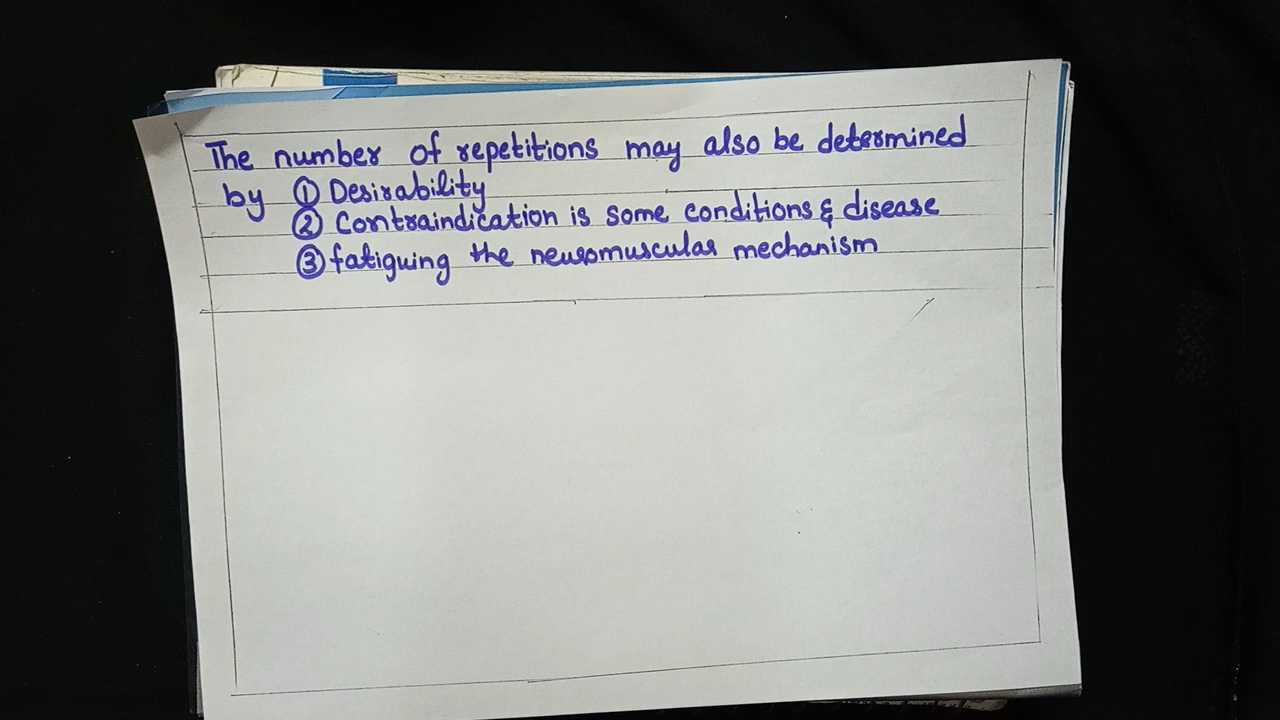 The number of repetitions may also be determined
by ① Desirability
② Contraindication is some conditions & disease
③ fatiguing the neuromuscular mechanism